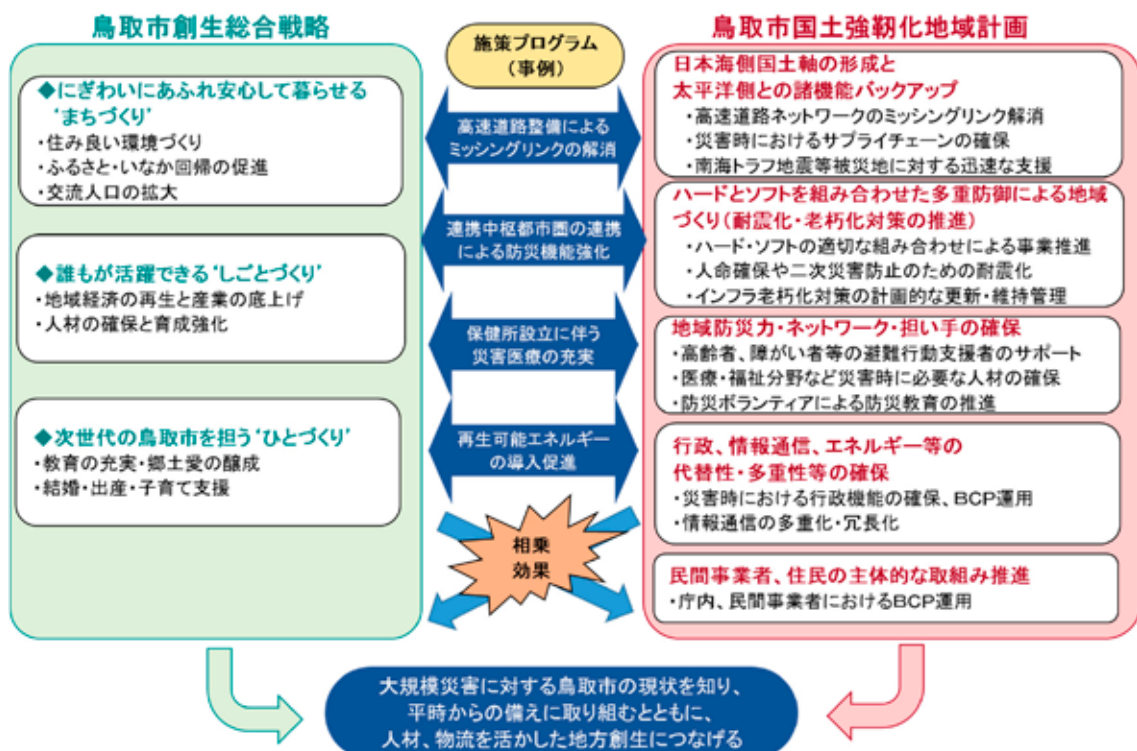 鳥取市創生総合戦略
◆にぎわいにあふれ安心して暮らせる
‘まちづくり’
・住み良い環境づくり
・ふるさと・いなか回帰の促進
・交流人口の拡大
◆誰もが活躍できる‘しごとづくり’
・地域経済の再生と産業の底上げ
・人材の確保と育成強化
◆次世代の鳥取市を担う‘ひとづくり’
・教育の充実・郷土愛の醸成
・結婚・出産・子育て支援
施策プログラム
(事例)
高速道路整備による
ミッシングリンクの解消
連携中枢都市圏の連携
による防災機能強化
保健所設立に伴う
災害医療の充実
再生可能エネルギー
の導入促進
相乗
効果
鳥取市国土強靭化地域計画
日本海側国土軸の形成と
太平洋側との諸機能バックアップ
・高速道路ネットワークのミッシングリンク解消
・災害時におけるサプライチェーンの確保
・南海トラフ地震等被災地に対する迅速な支援
ハードとソフトを組み合わせた多重防御による地域
づくり(耐震化・老朽化対策の推進)
・ハード・ソフトの適切な組み合わせによる事業推進
・人命確保や二次災害防止のための耐震化
・インフラ老朽化対策の計画的な更新・維持管理
地域防災力・ネットワーク・担い手の確保
・高齢者、障がい者等の避難行動支援者のサポート
・医療・福祉分野など災害時に必要な人材の確保
・防災ボランティアによる防災教育の推進
行政、情報通信、エネルギー等の
代替性・多重性等の確保
・災害時における行政機能の確保、BCP運用
・情報通信の多重化・冗長化
民間事業者、住民の主体的な取組み推進
・庁内、民間事業者におけるBCP運用
大規模災害に対する鳥取市の現状を知り、
平時からの備えに取り組むとともに、
人材、物流を活かした地方創生につなげる